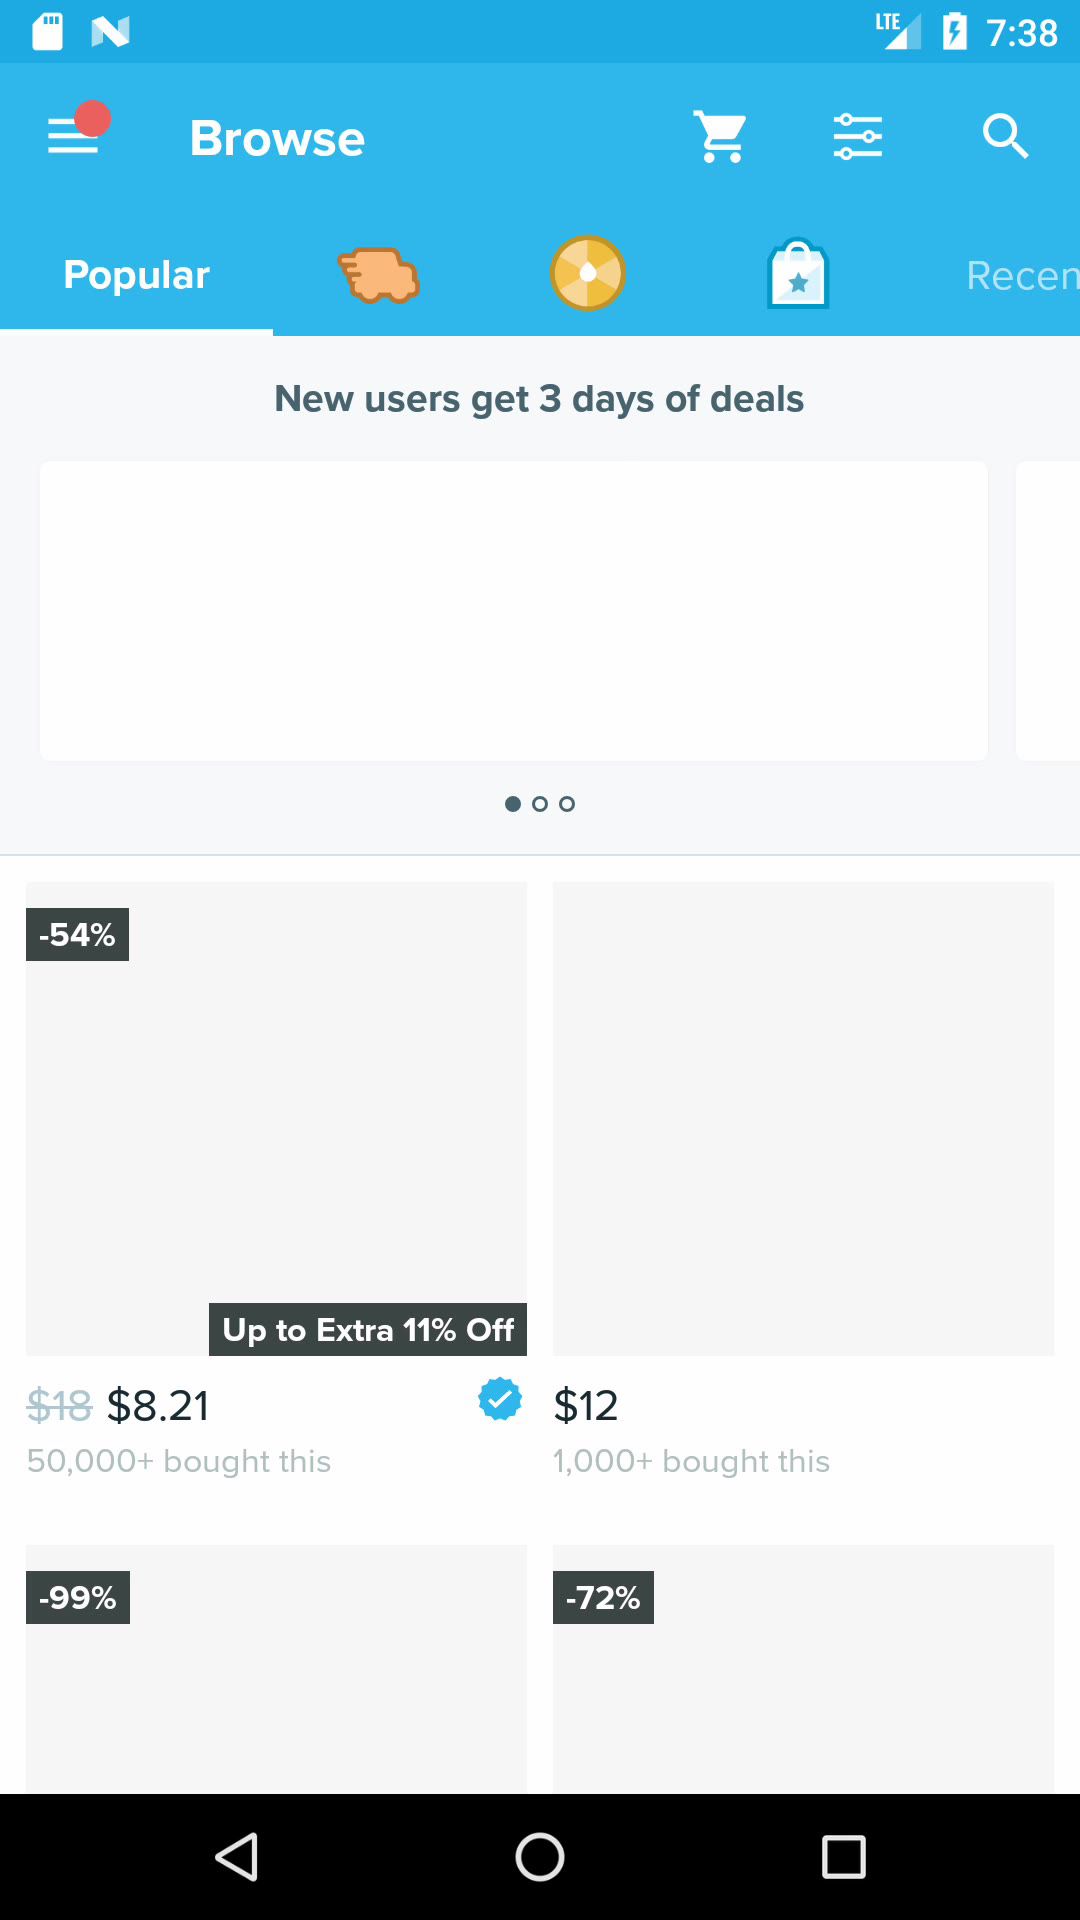 LTE 7:38
Browse
Popular
Recen
New users get 3 days of deals
-54%
Up to Extra 11% Off
$18 $8.21
$12
50,000+ bought this
1,000+ bought this
-99%
-72%